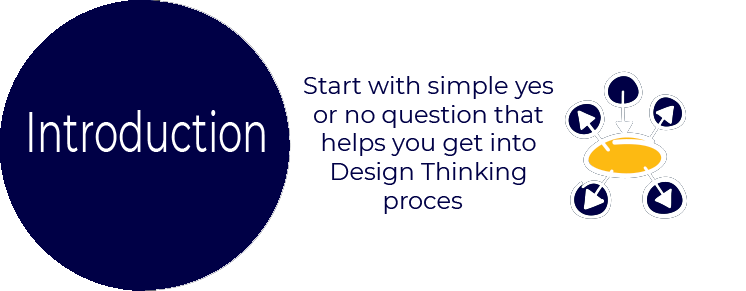 Introduction
Start with simple yes
or no question that
helps you get into
Design Thinking
proces